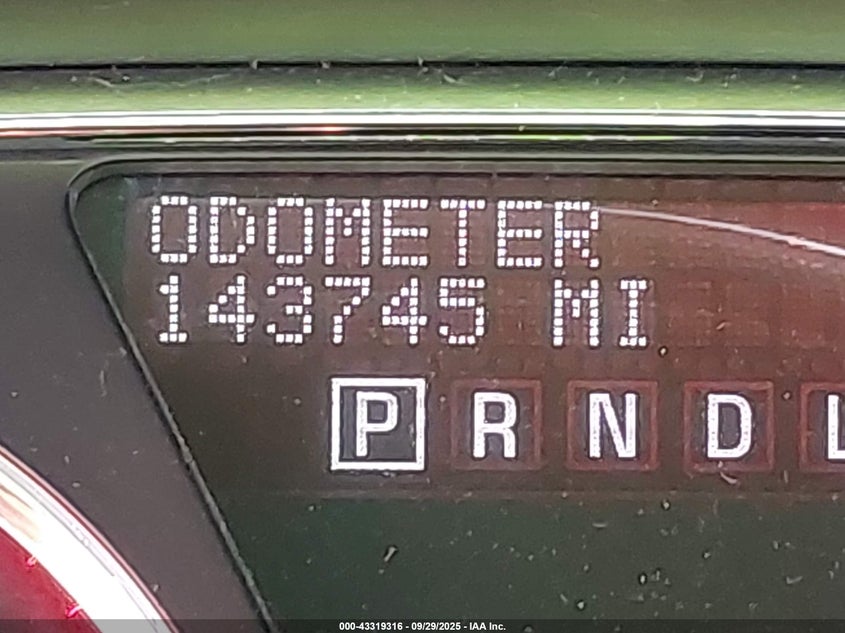 ODOMETER
143745 MI
P R N D L
000-43319316 - 09/29/2025 - IAA Inc.